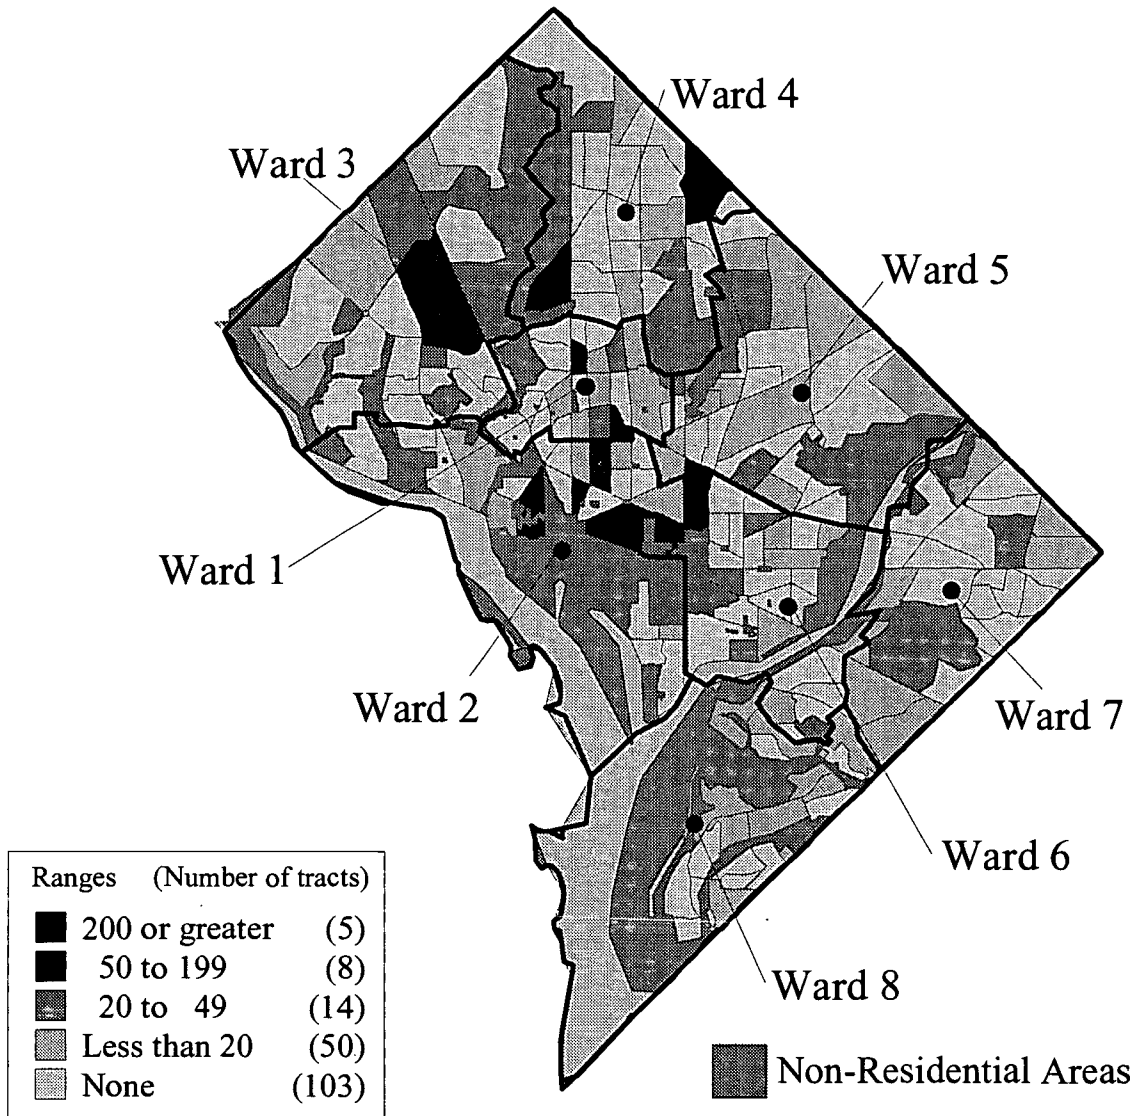 Ward 4
Ward 3
Ward 5
Ward 1
Ward 2
Ward 7
Ward 6
Ward 8
Ranges (Number of tracts)
200 or greater (5)
50 to 199 (8)
20 to 49 (14)
Less than 20 (50)
None (103)
Non-Residential Areas